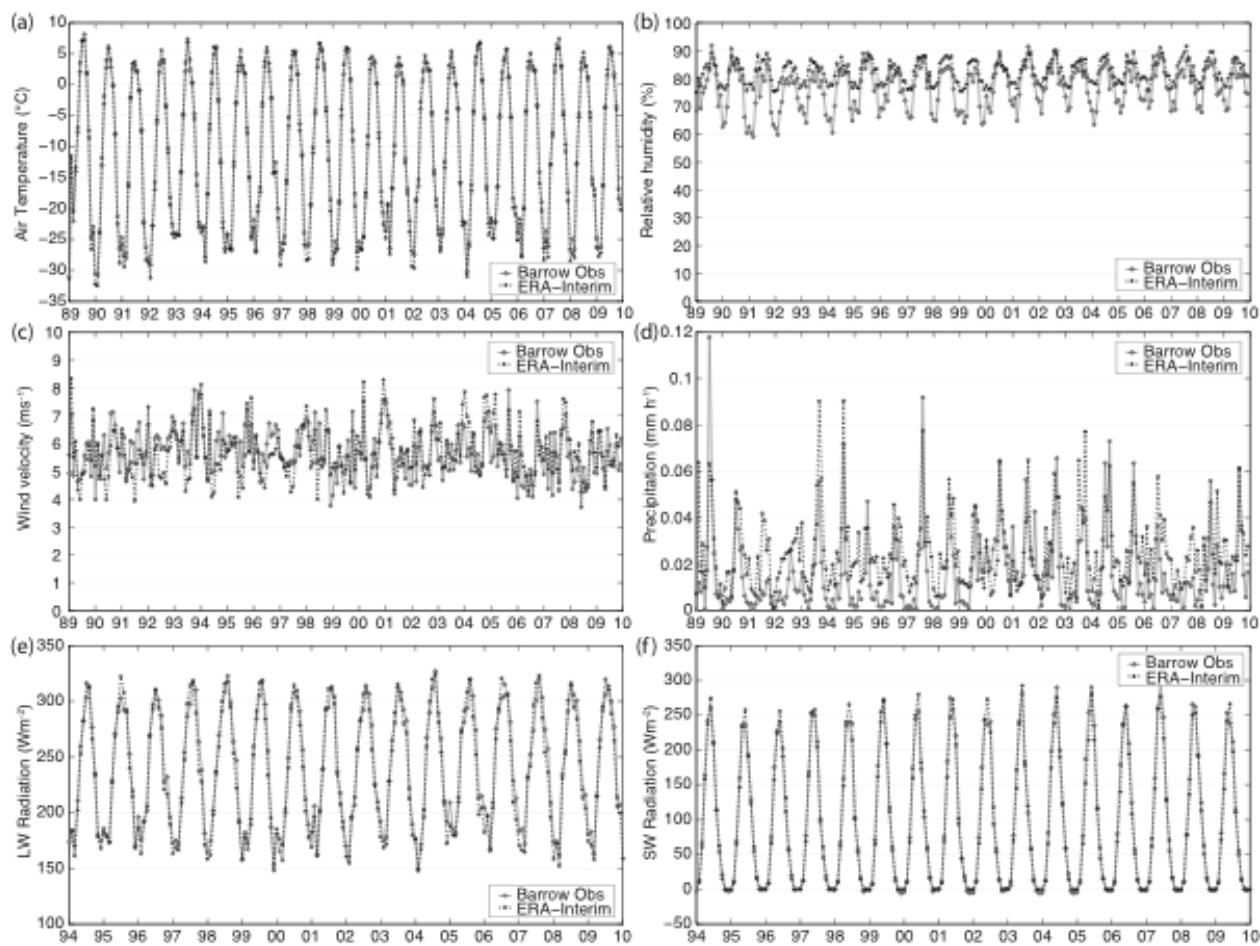 (a)
Air Temperature (°C)
5
0
−5
−10
−15
−20
−25
−30
−35
89 90 91 92 93 94 95 96 97 98 99 00 01 02 03 04 05 06 07 08 09 10
Barrow Obs
ERA−Interim
(b)
Relative humidity (%)
100
90
80
70
60
50
40
30
20
10
0
89 90 91 92 93 94 95 96 97 98 99 00 01 02 03 04 05 06 07 08 09 10
Barrow Obs
ERA−Interim
(c)
Wind velocity (ms⁻¹)
10
9
8
7
6
5
4
3
2
1
0
89 90 91 92 93 94 95 96 97 98 99 00 01 02 03 04 05 06 07 08 09 10
Barrow Obs
ERA−Interim
(d)
Precipitation (mm h⁻¹)
0.12
0.1
0.08
0.06
0.04
0.02
0
89 90 91 92 93 94 95 96 97 98 99 00 01 02 03 04 05 06 07 08 09 10
Barrow Obs
ERA−Interim
(e)
LW Radiation (Wm⁻²)
350
300
250
200
150
100
94 95 96 97 98 99 00 01 02 03 04 05 06 07 08 09 10
Barrow Obs
ERA−Interim
(f)
SW Radiation (Wm⁻²)
350
300
250
200
150
100
50
0
−50
94 95 96 97 98 99 00 01 02 03 04 05 06 07 08 09 10
Barrow Obs
ERA−Interim